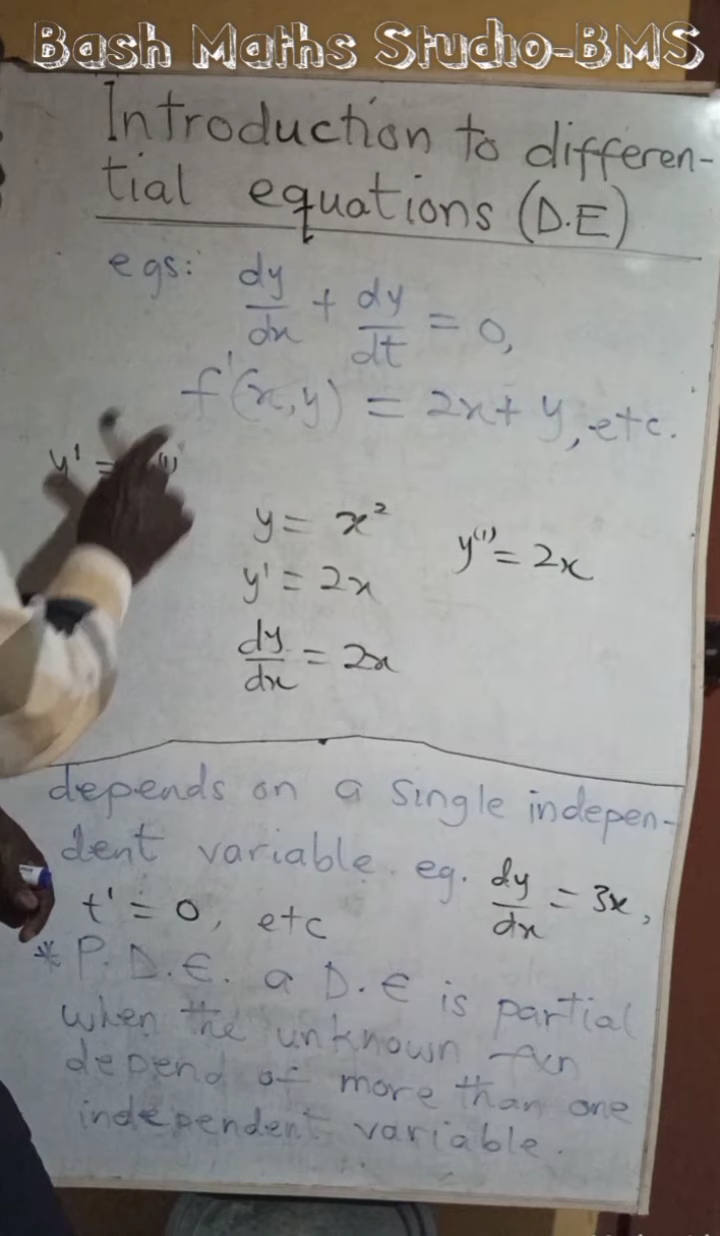 Bash Maths Studio-BMS
Introduction to differen-
tial equations (D.E)
egs: dy/dx + dy/dt = 0,
f'(x,y) = 2x + y, etc.
y' =
y = x²
y' = 2x
y⁽¹⁾ = 2x
dy/dx = 2x
depends on a single indepen-
dent variable. eg. dy/dx = 3x,
t' = 0, etc
* P.D.E. a D.E is partial
when the unknown fxn
depend of more than one
independent variable.